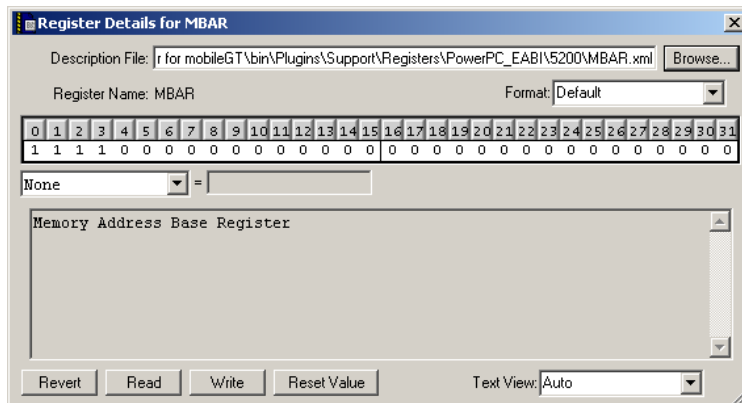 Register Details for MBAR
Description File: r for mobileGT\bin\Plugins\Support\Registers\PowerPC_EABI\5200\MBAR.xml Browse...
Register Name: MBAR Format: Default
0 1 2 3 4 5 6 7 8 9 10 11 12 13 14 15 16 17 18 19 20 21 22 23 24 25 26 27 28 29 30 31
1 1 1 1 0 0 0 0 0 0 0 0 0 0 0 0 0 0 0 0 0 0 0 0 0 0 0 0 0 0 0 0
None =
Memory Address Base Register
Revert Read Write Reset Value Text View: Auto